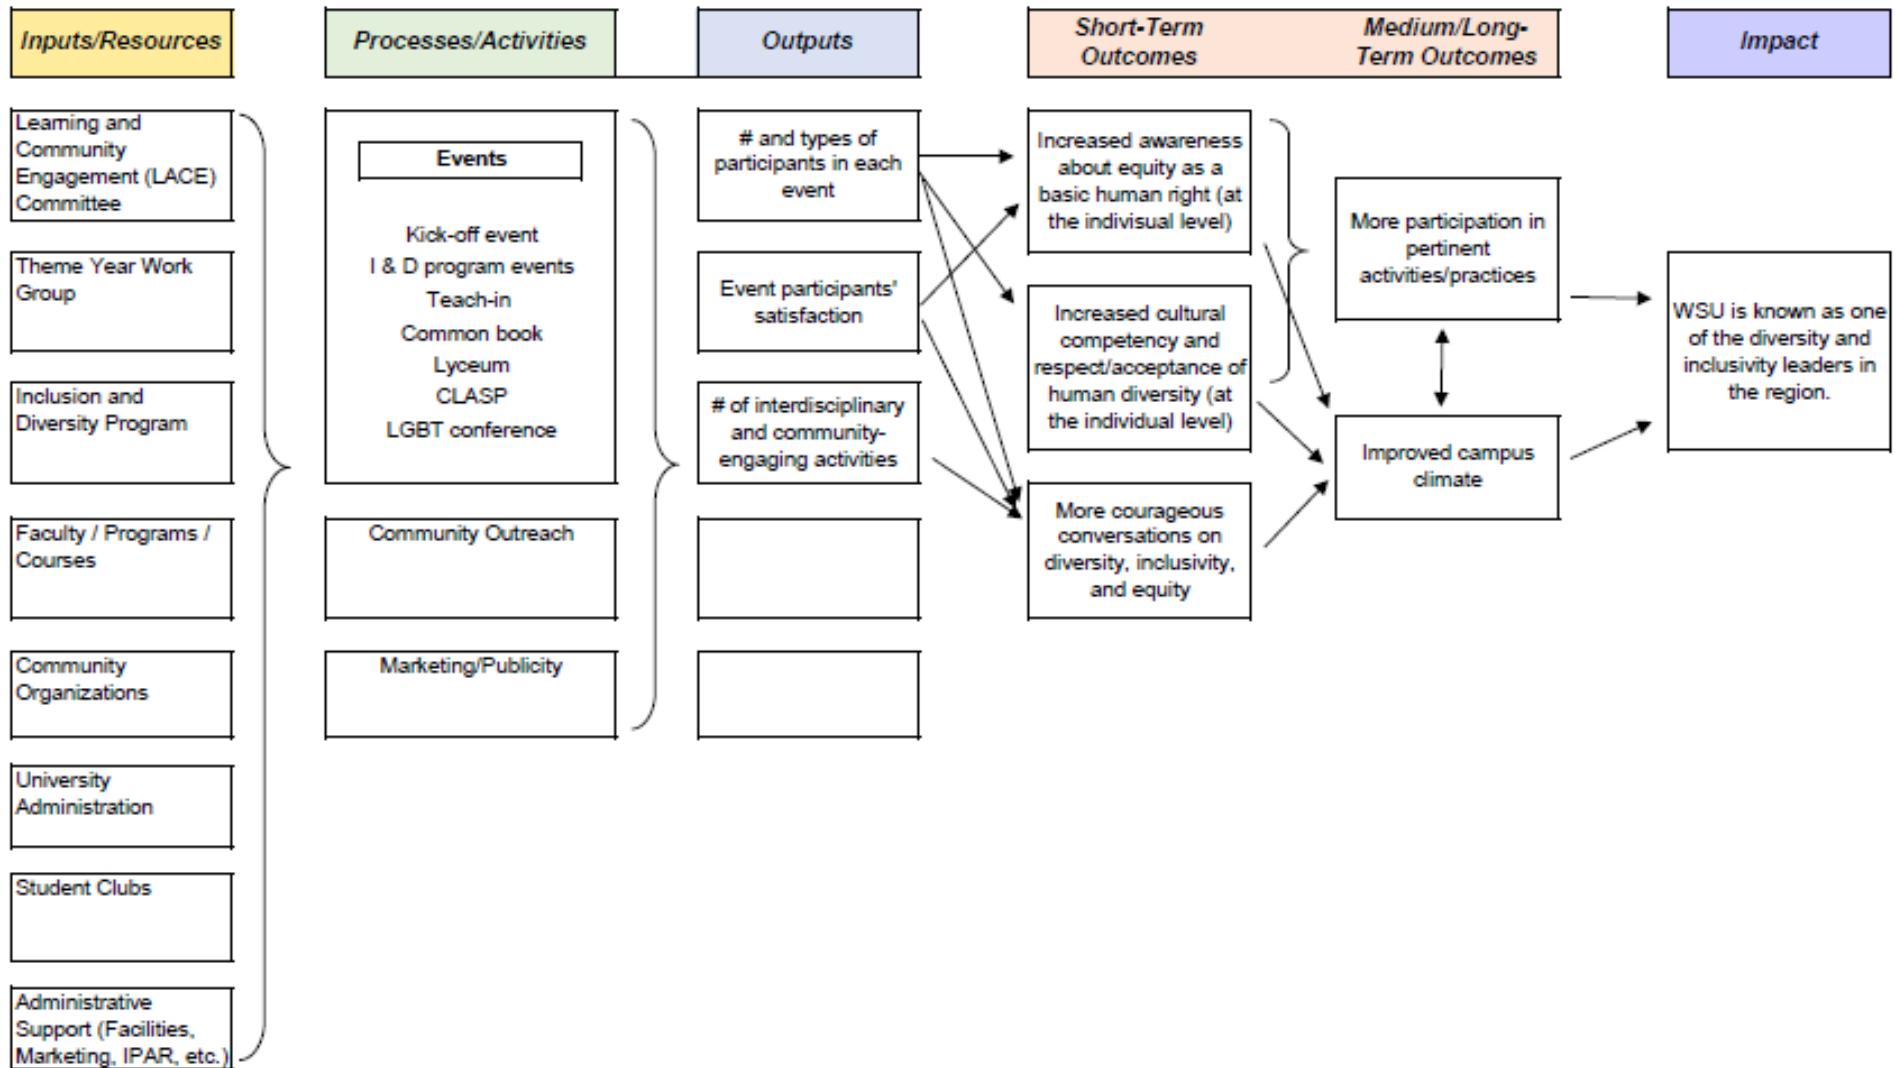 Inputs/Resources
Processes/Activities
Outputs
Short-Term
Outcomes
Medium/Long-
Term Outcomes
Impact
Learning and
Community
Engagement (LACE)
Committee
Theme Year Work
Group
Inclusion and
Diversity Program
Faculty / Programs /
Courses
Community
Organizations
University
Administration
Student Clubs
Administrative
Support (Facilities,
Marketing, IPAR, etc.)
Events
Kick-off event
I & D program events
Teach-in
Common book
Lyceum
CLASP
LGBT conference
Community Outreach
Marketing/Publicity
# and types of
participants in each
event
Event participants'
satisfaction
# of interdisciplinary
and community-
engaging activities
Increased awareness
about equity as a
basic human right (at
the indivisual level)
Increased cultural
competency and
respect/acceptance of
human diversity (at
the individual level)
More courageous
conversations on
diversity, inclusivity,
and equity
More participation in
pertinent
activities/practices
Improved campus
climate
WSU is known as one
of the diversity and
inclusivity leaders in
the region.